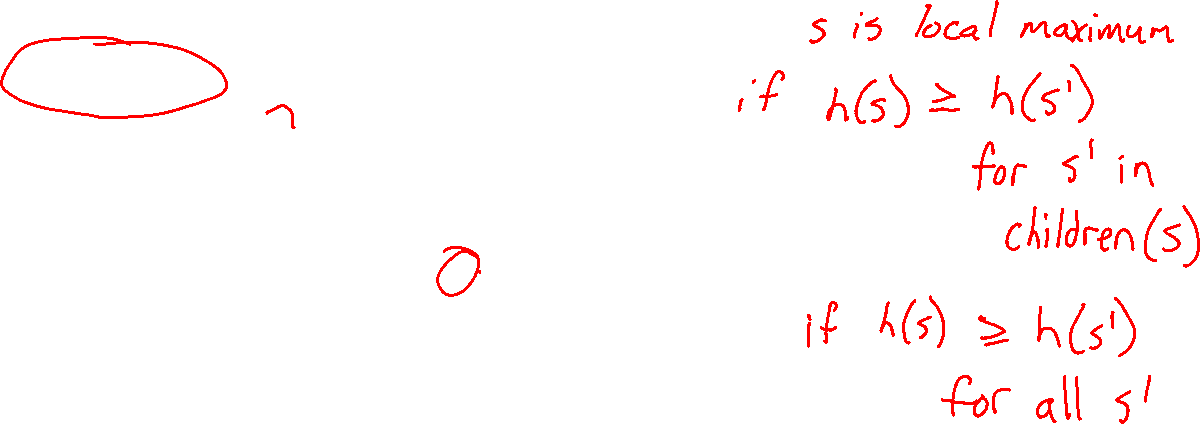 s is local maximum
if h(s) ≥ h(s')
for s' in
children(s)
if h(s) ≥ h(s')
for all s'